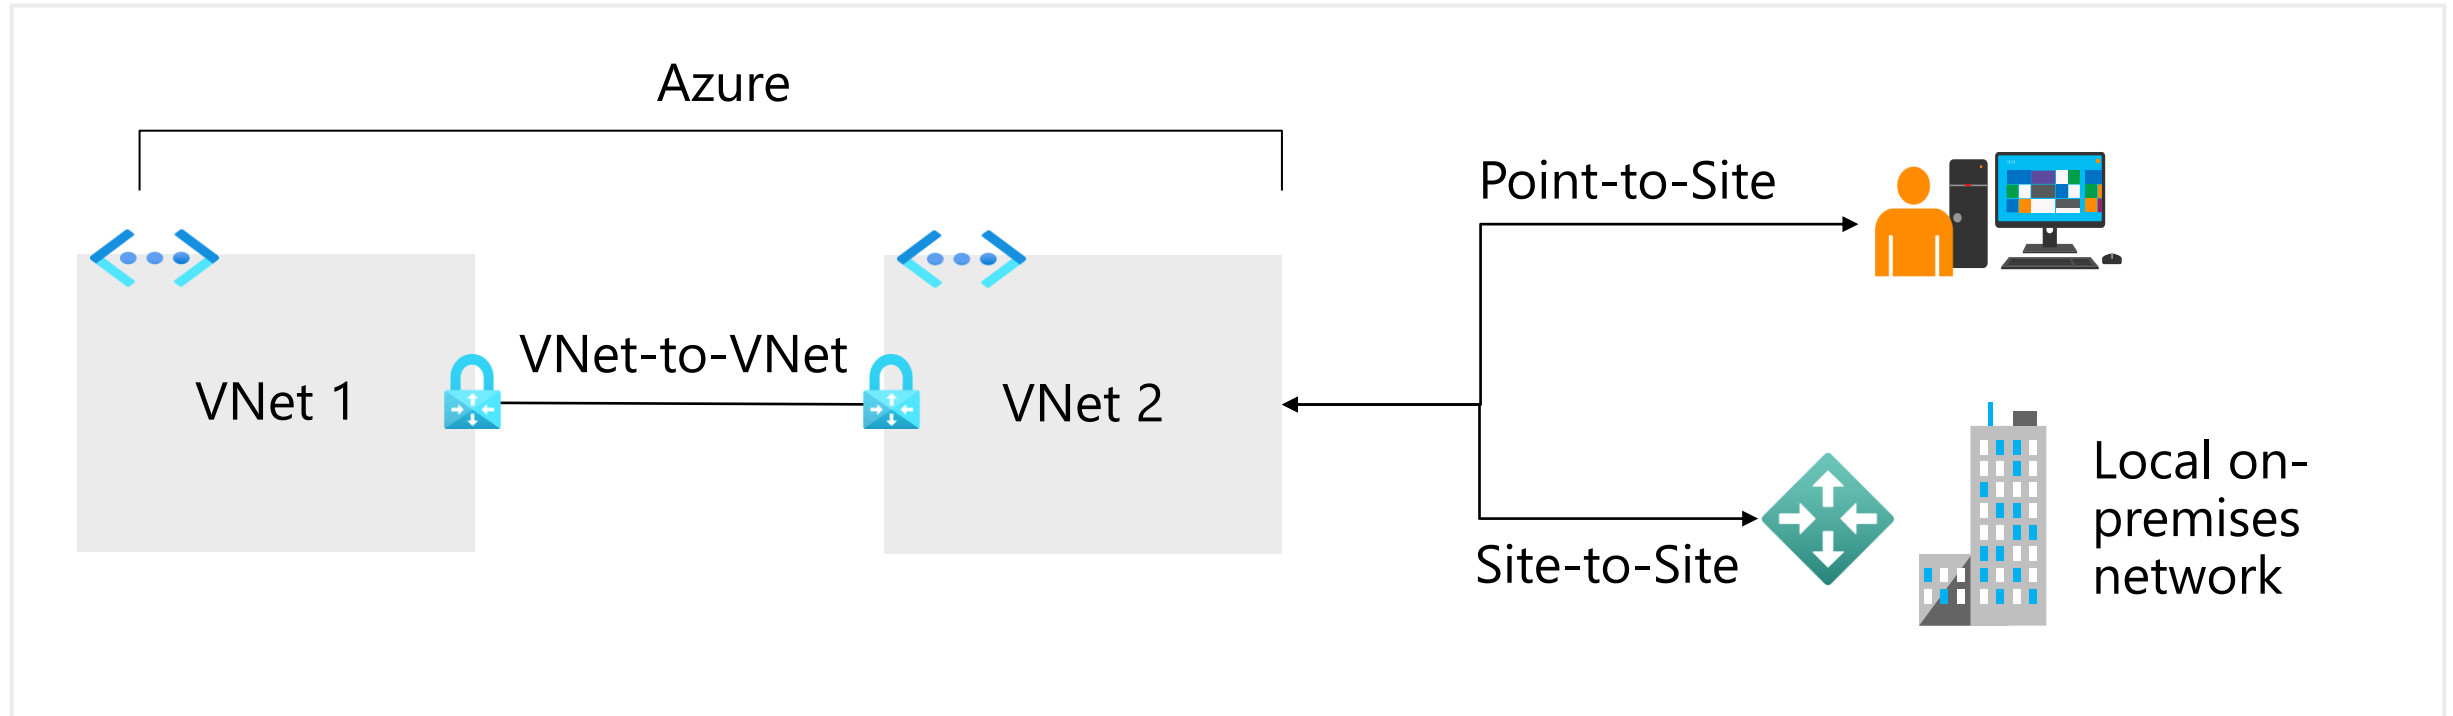 Azure
Point-to-Site
VNet-to-VNet
VNet 1
VNet 2
Site-to-Site
Local on-
premises
network